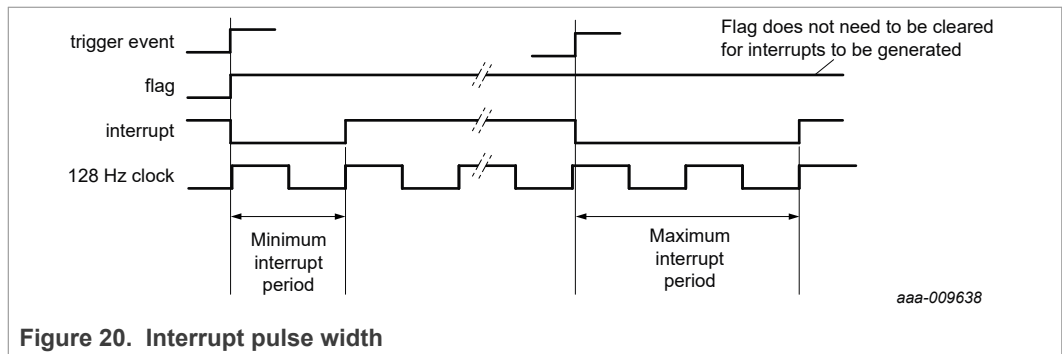 trigger event
Flag does not need to be cleared
for interrupts to be generated
flag
interrupt
128 Hz clock
Minimum
interrupt
period
Maximum
interrupt
period
aaa-009638
Figure 20. Interrupt pulse width